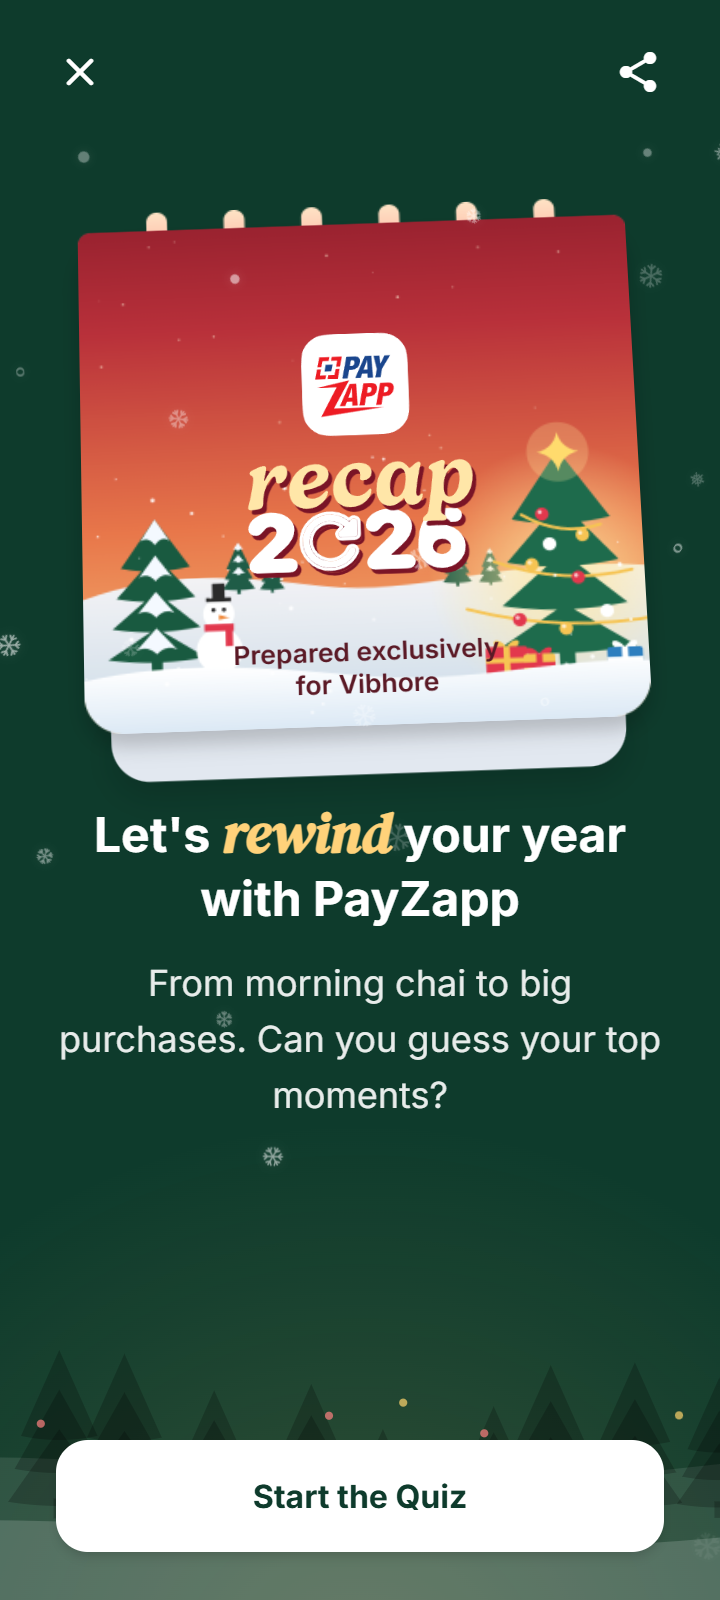 PAY
ZAPP
recap
2026
Prepared exclusively
for Vibhore
Let's rewind your year
with PayZapp
From morning chai to big
purchases. Can you guess your top
moments?
Start the Quiz